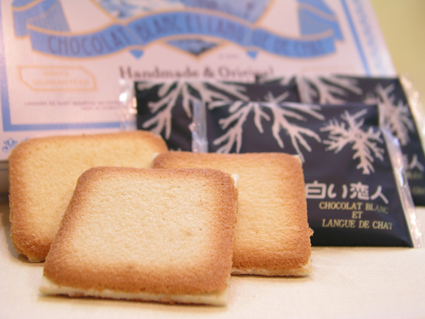 CHOCOLAT BLANC ET LANGUE DE CHAT
Handmade & Original
白い恋人
CHOCOLAT BLANC
ET
LANGUE DE CHAT